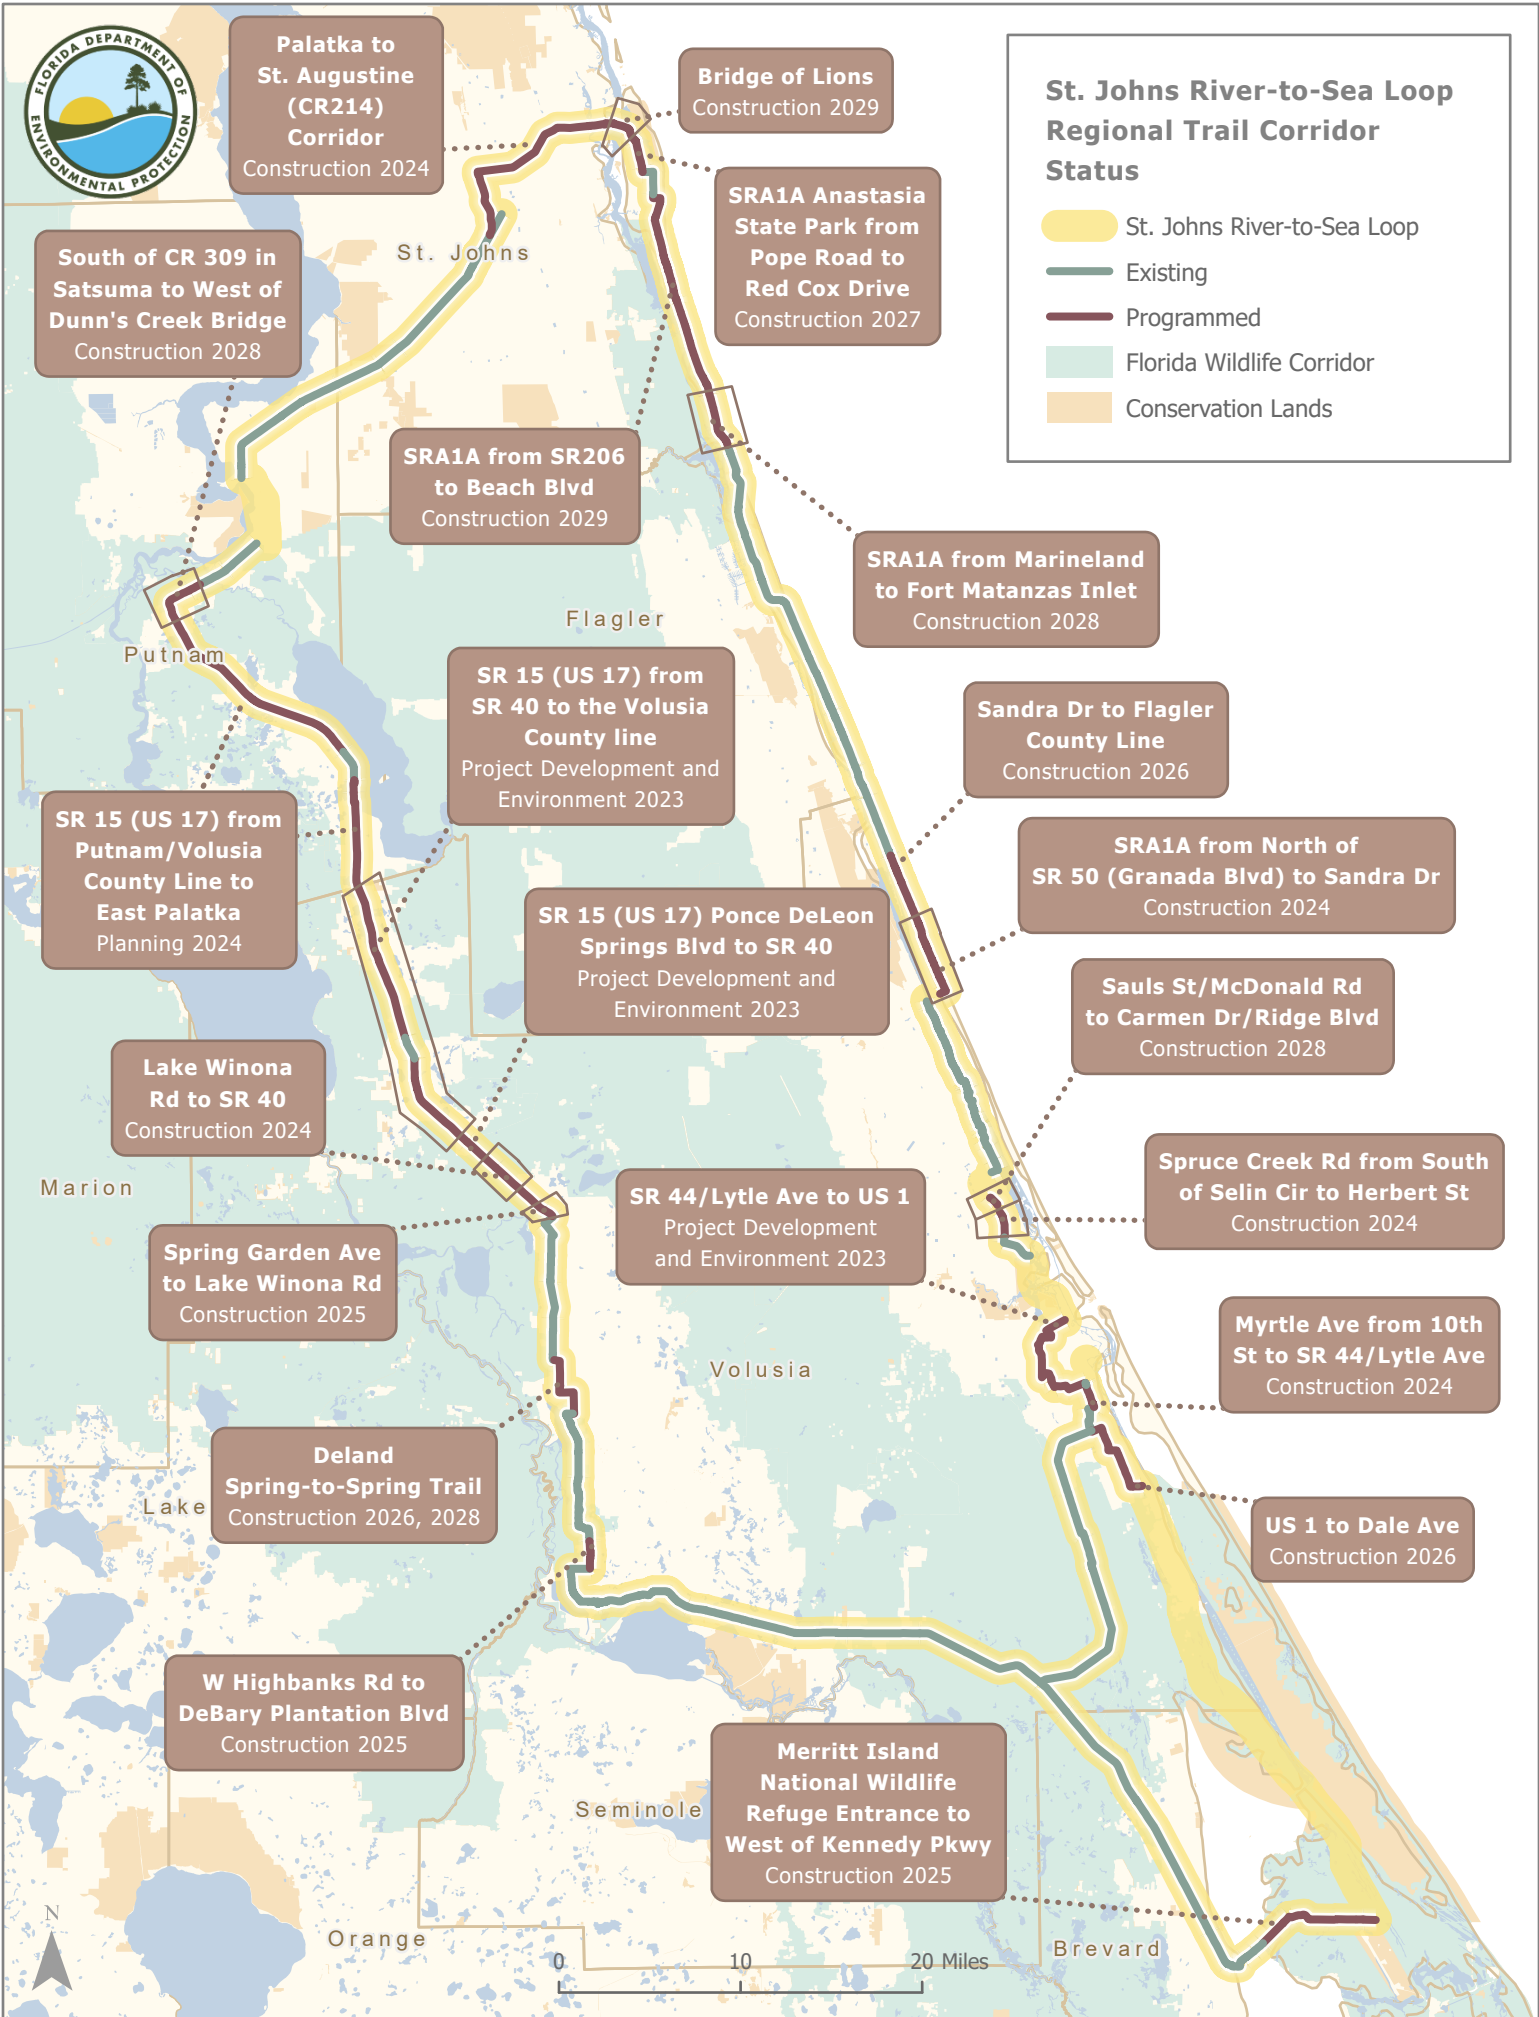 FLORIDA DEPARTMENT OF
ENVIRONMENTAL PROTECTION
Palatka to
St. Augustine
(CR214)
Corridor
Construction 2024
Bridge of Lions
Construction 2029
St. Johns River-to-Sea Loop
Regional Trail Corridor
Status
St. Johns River-to-Sea Loop
Existing
Programmed
Florida Wildlife Corridor
Conservation Lands
SRA1A Anastasia
State Park from
Pope Road to
Red Cox Drive
Construction 2027
St. Johns
South of CR 309 in
Satsuma to West of
Dunn's Creek Bridge
Construction 2028
SRA1A from SR206
to Beach Blvd
Construction 2029
SRA1A from Marineland
to Fort Matanzas Inlet
Construction 2028
Flagler
Putnam
SR 15 (US 17) from
SR 40 to the Volusia
County line
Project Development and
Environment 2023
Sandra Dr to Flagler
County Line
Construction 2026
SR 15 (US 17) from
Putnam/Volusia
County Line to
East Palatka
Planning 2024
SRA1A from North of
SR 50 (Granada Blvd) to Sandra Dr
Construction 2024
SR 15 (US 17) Ponce DeLeon
Springs Blvd to SR 40
Project Development and
Environment 2023
Sauls St/McDonald Rd
to Carmen Dr/Ridge Blvd
Construction 2028
Lake Winona
Rd to SR 40
Construction 2024
Marion
Spruce Creek Rd from South
of Selin Cir to Herbert St
Construction 2024
SR 44/Lytle Ave to US 1
Project Development
and Environment 2023
Spring Garden Ave
to Lake Winona Rd
Construction 2025
Myrtle Ave from 10th
St to SR 44/Lytle Ave
Construction 2024
Volusia
Deland
Spring-to-Spring Trail
Construction 2026, 2028
Lake
US 1 to Dale Ave
Construction 2026
W Highbanks Rd to
DeBary Plantation Blvd
Construction 2025
Merritt Island
National Wildlife
Refuge Entrance to
West of Kennedy Pkwy
Construction 2025
Seminole
N
Orange
Brevard
0 10 20 Miles